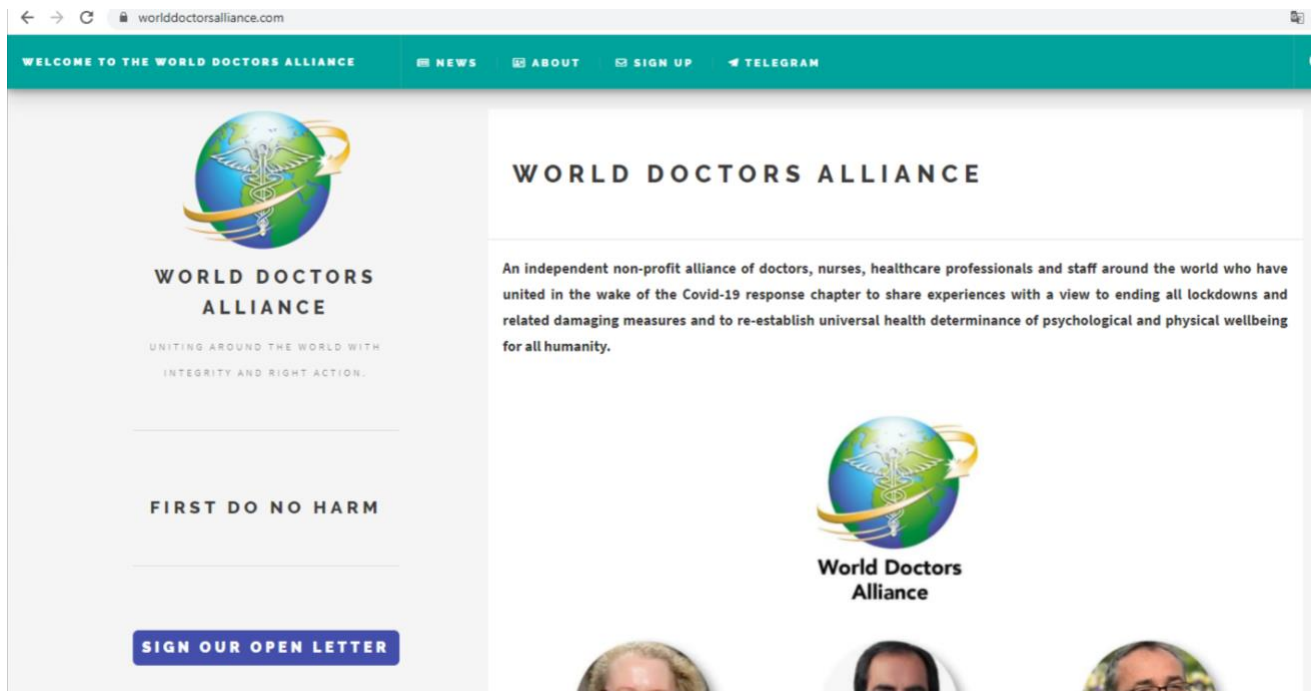 worlddoctorsalliance.com
WELCOME TO THE WORLD DOCTORS ALLIANCE
NEWS
ABOUT
SIGN UP
TELEGRAM
WORLD DOCTORS
ALLIANCE
UNITING AROUND THE WORLD WITH
INTEGRITY AND RIGHT ACTION.
FIRST DO NO HARM
SIGN OUR OPEN LETTER
WORLD DOCTORS ALLIANCE
An independent non-profit alliance of doctors, nurses, healthcare professionals and staff around the world who have
united in the wake of the Covid-19 response chapter to share experiences with a view to ending all lockdowns and
related damaging measures and to re-establish universal health determinance of psychological and physical wellbeing
for all humanity.
World Doctors
Alliance